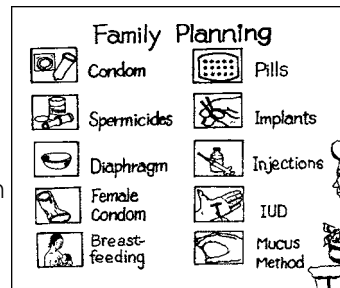 Family Planning
Condom
Pills
Spermicides
Implants
Diaphragm
Injections
Female
Condom
IUD
Breast-
feeding
Mucus
Method